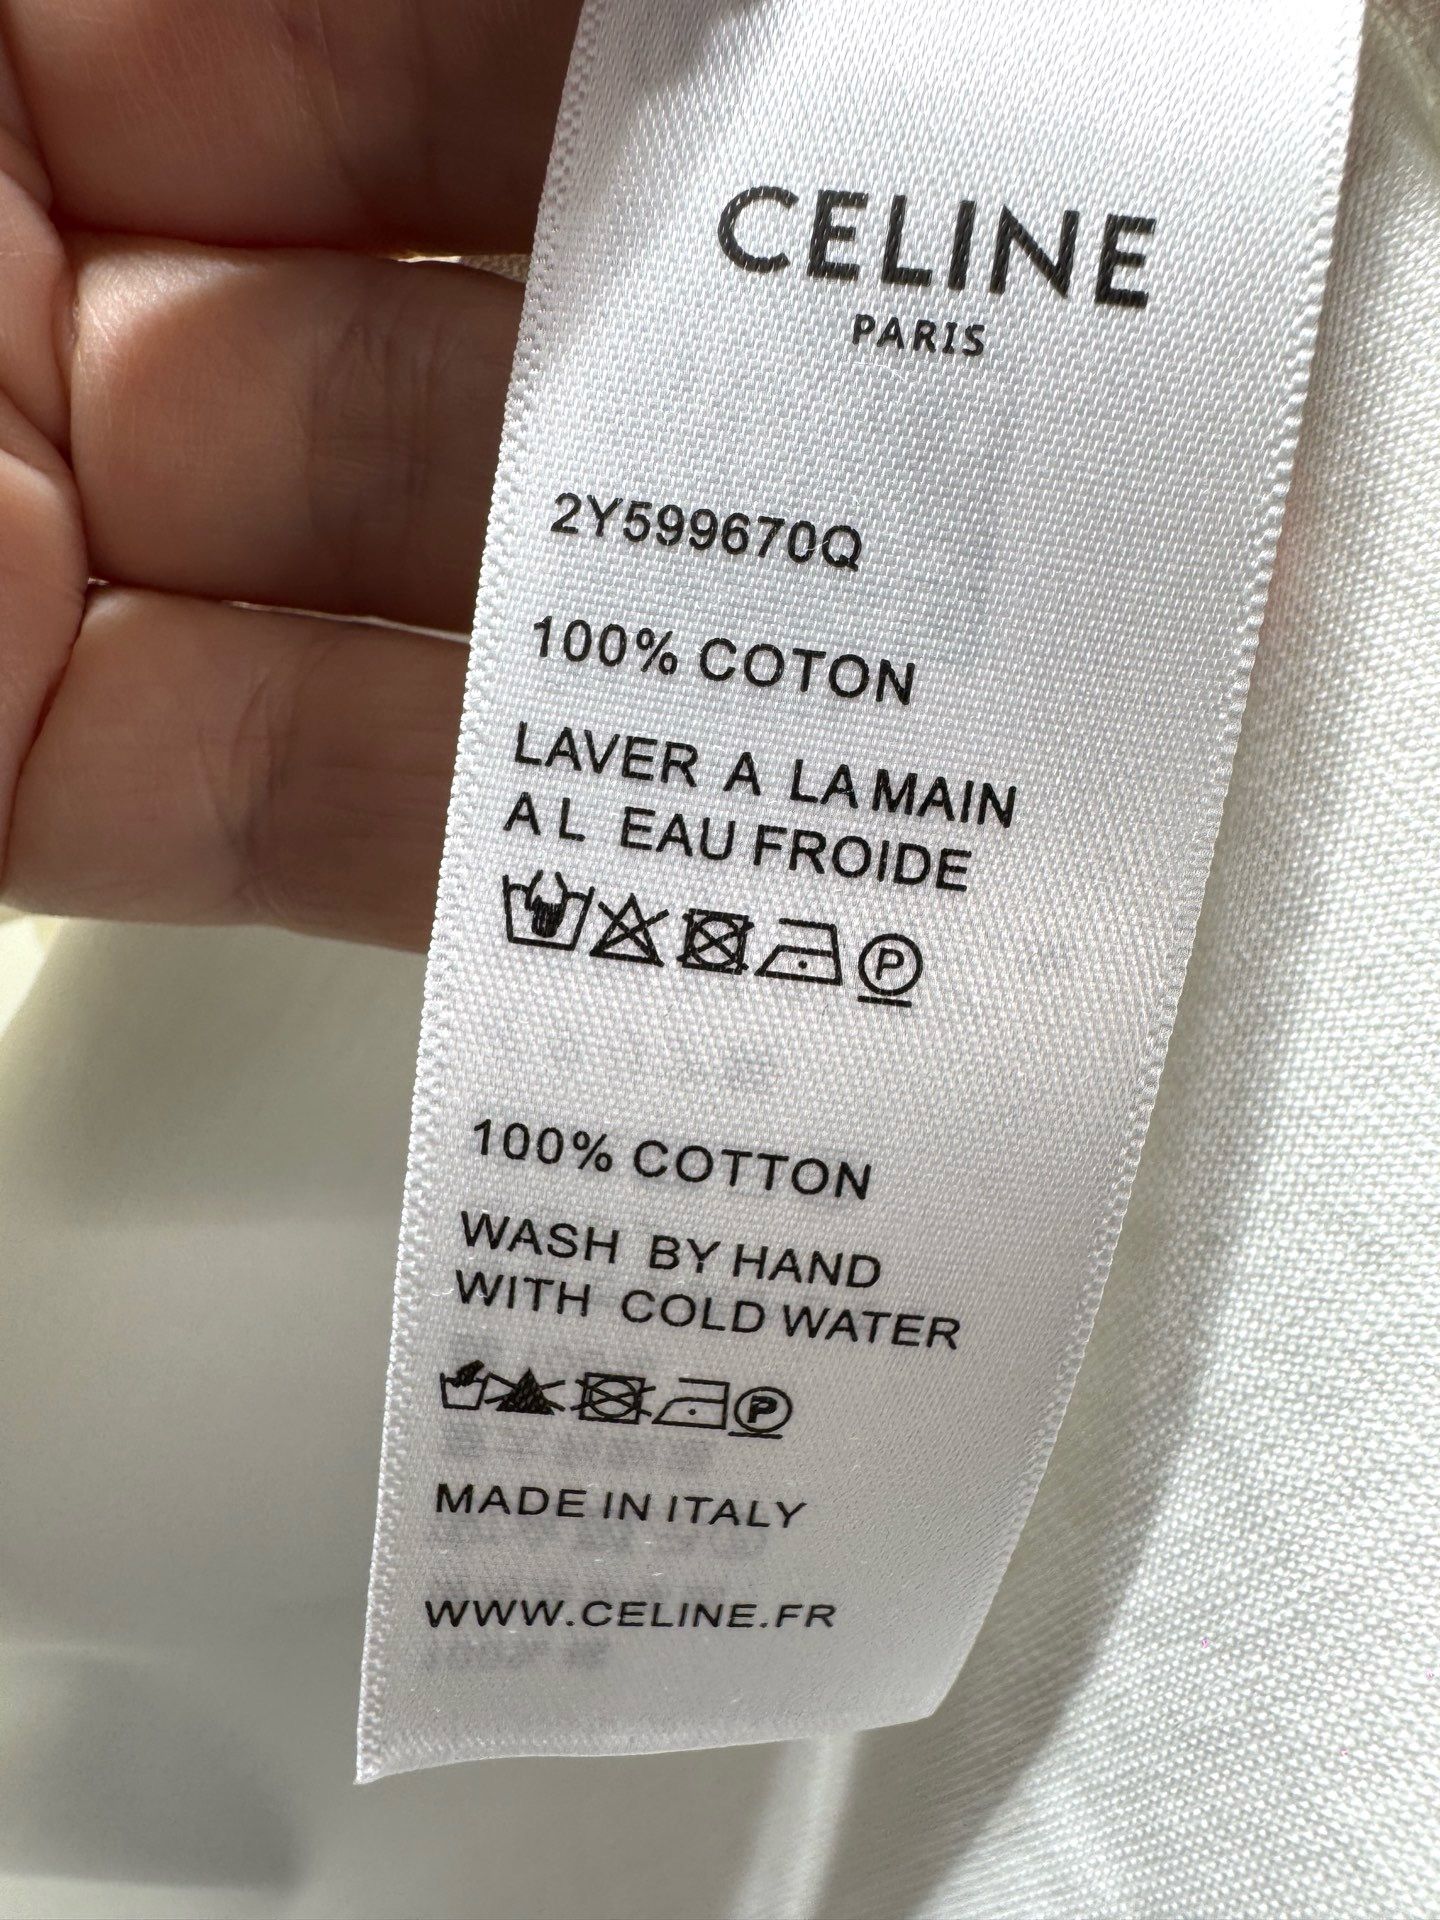 CELINE
PARIS
2Y599670Q
100% COTON
LAVER A LA MAIN
A L EAU FROIDE
P
100% COTTON
WASH BY HAND
WITH COLD WATER
P
MADE IN ITALY
WWW.CELINE.FR